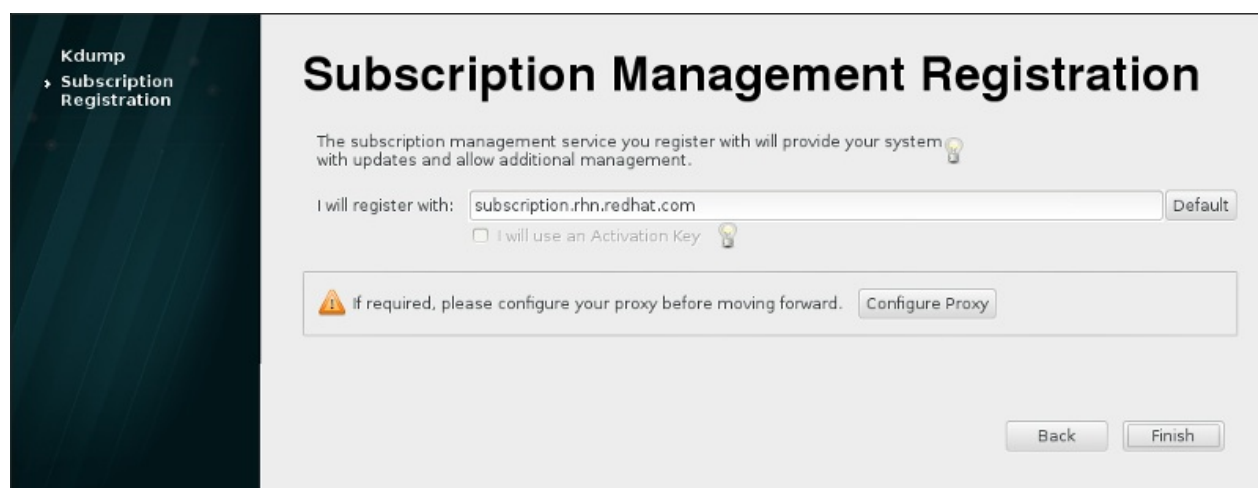 Kdump
Subscription
Registration
Subscription Management Registration
The subscription management service you register with will provide your system
with updates and allow additional management.
I will register with: subscription.rhn.redhat.com Default
I will use an Activation Key
If required, please configure your proxy before moving forward. Configure Proxy
Back Finish